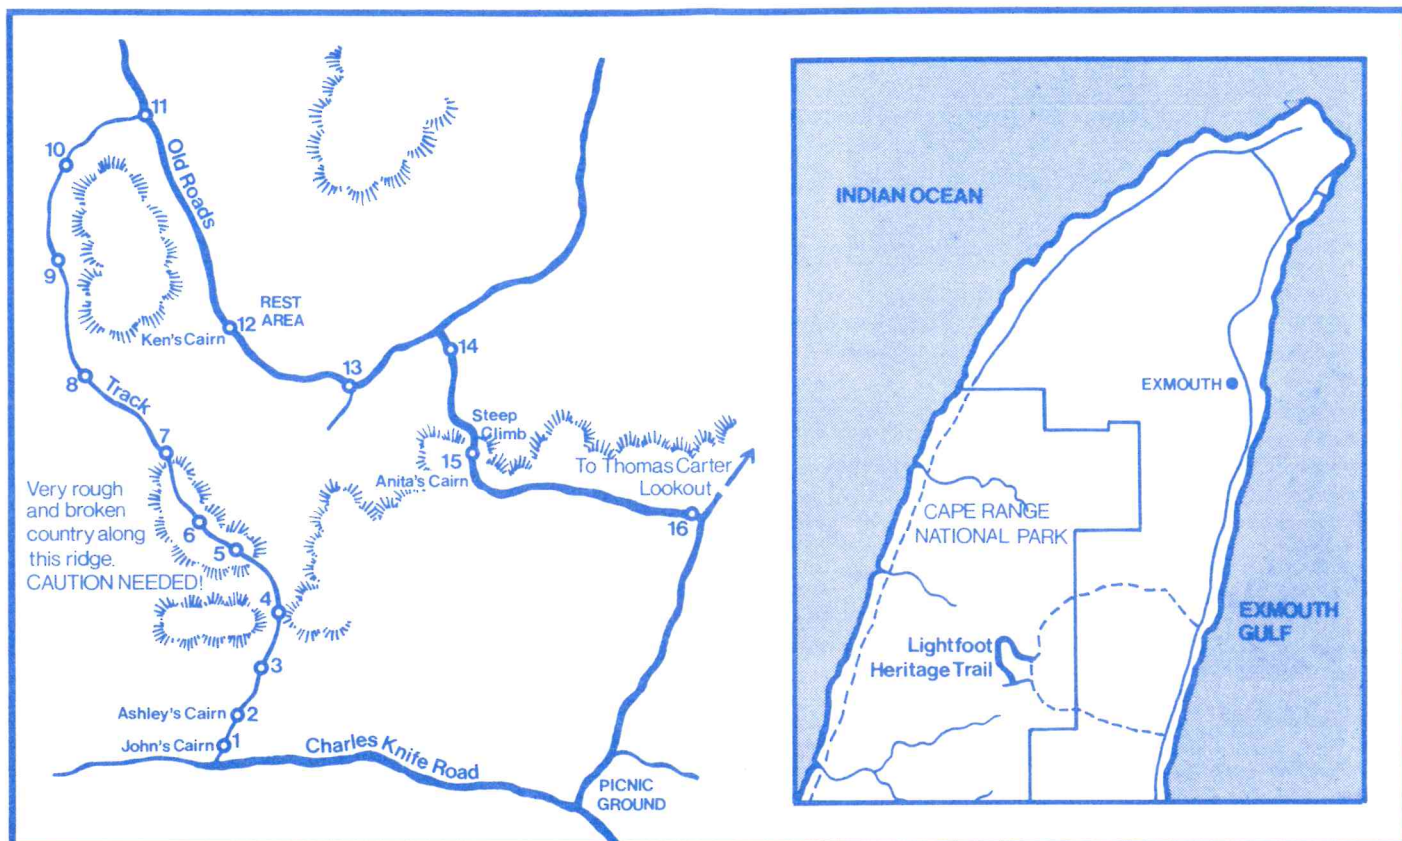 11
10
Old Roads
9
REST
AREA
12
Ken's Cairn
13
14
8
Track
Steep
Climb
7
15
To Thomas Carter
Lookout
Anita's Cairn
Very rough
and broken
country along
this ridge.
CAUTION NEEDED!
6
5
16
4
3
Ashley's Cairn
2
John's Cairn
1
Charles Knife Road
PICNIC
GROUND
INDIAN OCEAN
EXMOUTH
CAPE RANGE
NATIONAL PARK
EXMOUTH
GULF
Lightfoot
Heritage Trail